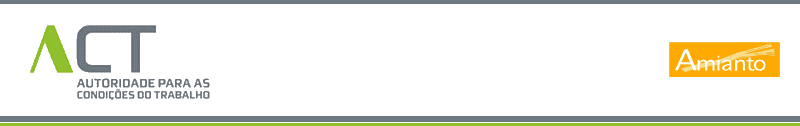 ACT
AUTORIDADE PARA AS
CONDIÇÕES DO TRABALHO
Amianto